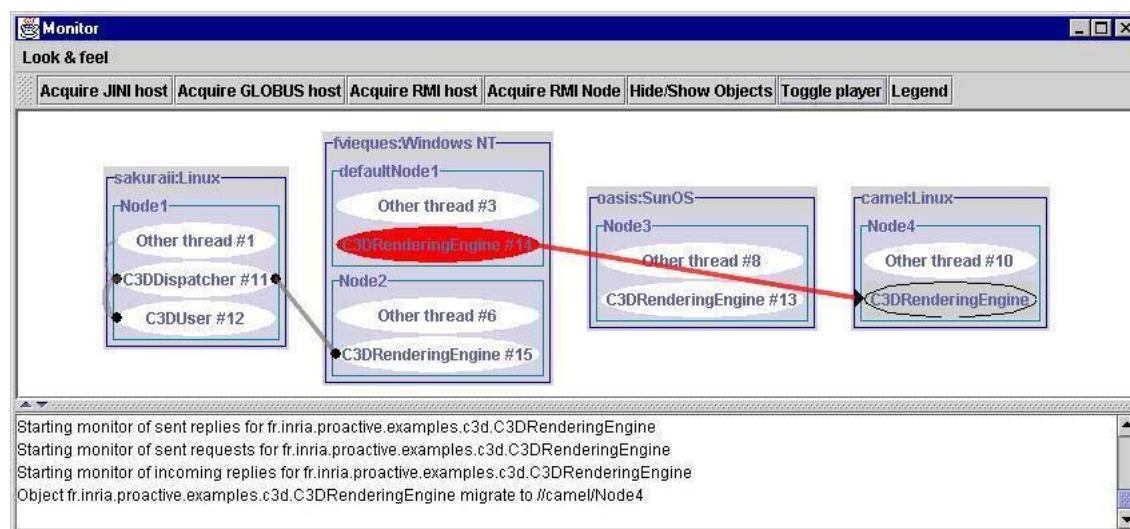 Monitor
Look & feel
Acquire JINI host Acquire GLOBUS host Acquire RMI host Acquire RMI Node Hide/Show Objects Toggle player Legend
sakuraii:Linux
Node1
Other thread #1
C3DDispatcher #11
C3DUser #12
fvieques:Windows NT
defaultNode1
Other thread #3
C3DRenderingEngine #14
Node2
Other thread #6
C3DRenderingEngine #15
oasis:SunOS
Node3
Other thread #8
C3DRenderingEngine #13
camel:Linux
Node4
Other thread #10
C3DRenderingEngine
Starting monitor of sent replies for fr.inria.proactive.examples.c3d.C3DRenderingEngine
Starting monitor of sent requests for fr.inria.proactive.examples.c3d.C3DRenderingEngine
Starting monitor of incoming replies for fr.inria.proactive.examples.c3d.C3DRenderingEngine
Object fr.inria.proactive.examples.c3d.C3DRenderingEngine migrate to //camel/Node4